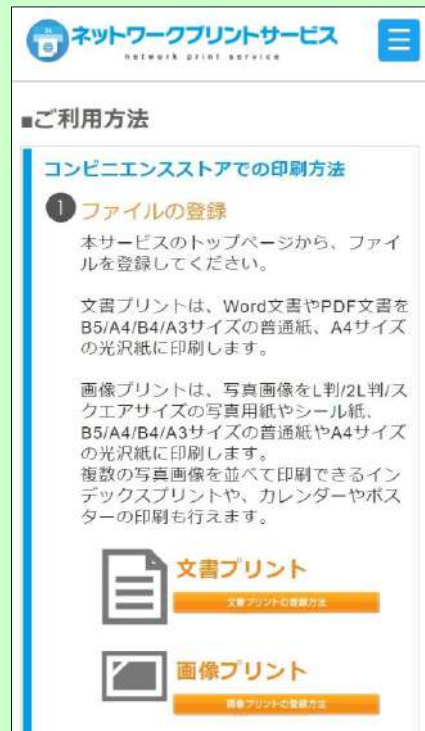 ネットワークプリントサービス
network print service
■ご利用方法
コンビニエンスストアでの印刷方法
1 ファイルの登録
本サービスのトップページから、ファイ
ルを登録してください。
文書プリントは、Word文書やPDF文書を
B5/A4/B4/A3サイズの普通紙、A4サイズ
の光沢紙に印刷します。
画像プリントは、写真画像をL判/2L判/ス
クエアサイズの写真用紙やシール紙、
B5/A4/B4/A3サイズの普通紙やA4サイズ
の光沢紙に印刷します。
複数の写真画像を並べて印刷できるイン
デックスプリントや、カレンダーやポス
ターの印刷も行えます。
文書プリント
文書プリントの登録方法
画像プリント
画像プリントの登録方法